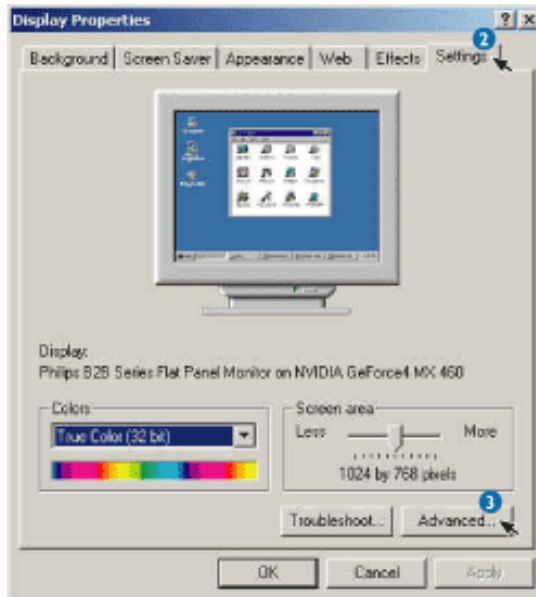 Display Properties
2
Background Screen Saver Appearance Web Effects Settings
Display:
Philips B2B Series Flat Panel Monitor on NVIDIA GeForce4 MX 460
Colors
True Color (32 bit)
Screen area
Less More
1024 by 768 pixels
3
Troubleshoot... Advanced...
OK Cancel Apply